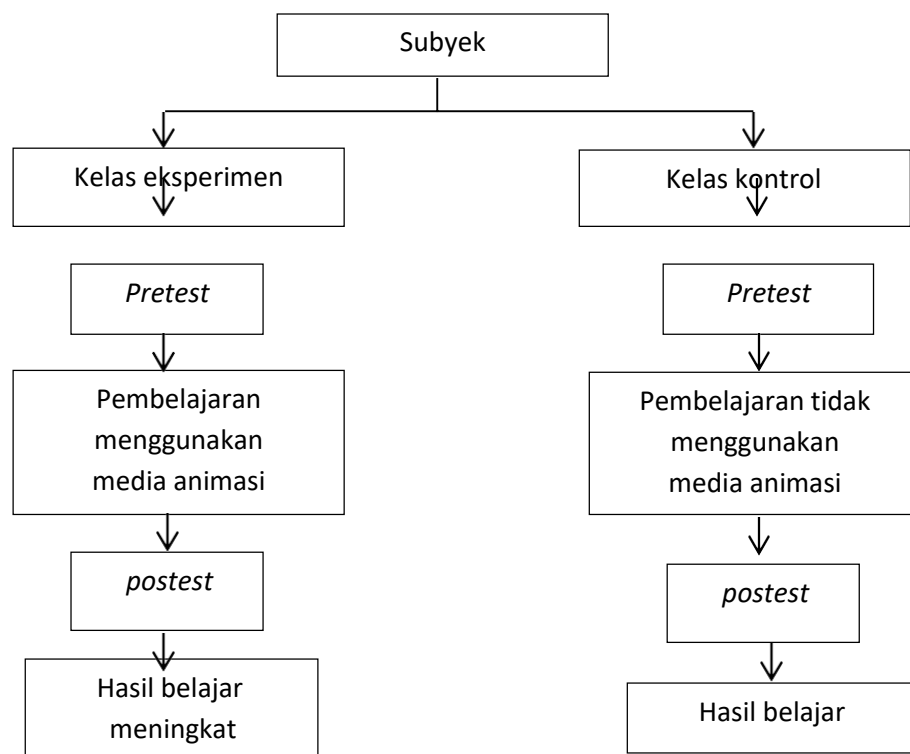 Subyek
Kelas eksperimen
Kelas kontrol
Pretest
Pretest
Pembelajaran
menggunakan
media animasi
Pembelajaran tidak
menggunakan
media animasi
postest
postest
Hasil belajar
meningkat
Hasil belajar